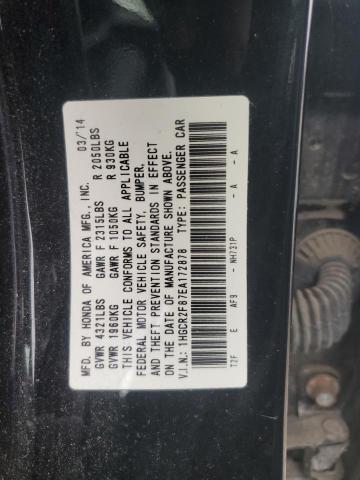 MFD. BY HONDA OF AMERICA MFG., INC. 03/14
GVWR 4321LBS GAWR F 2315LBS R 2050LBS
GVWR 1960KG GAWR F 1050KG R 930KG
THIS VEHICLE CONFORMS TO ALL APPLICABLE
FEDERAL MOTOR VEHICLE SAFETY, BUMPER,
AND THEFT PREVENTION STANDARDS IN EFFECT
ON THE DATE OF MANUFACTURE SHOWN ABOVE.
V.I.N.: 1HGCR2F87EA172878 TYPE: PASSENGER CAR
T2F E AF9 - NH731P - A - A